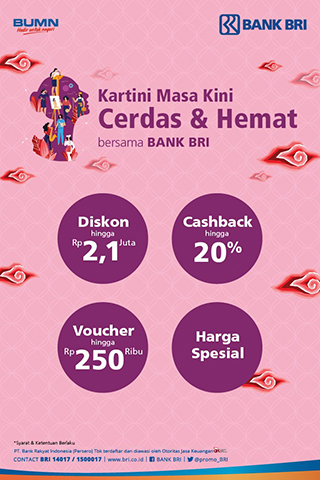 BUMN
Hadir untuk negeri
BANK BRI
Kartini Masa Kini
Cerdas & Hemat
bersama BANK BRI
Diskon
hingga
Rp 2,1 Juta
Cashback
hingga
20%
Voucher
hingga
Rp 250 Ribu
Harga
Spesial
*Syarat & Ketentuan Berlaku
PT. Bank Rakyat Indonesia (Persero) Tbk terdaftar dan diawasi oleh Otoritas Jasa Keuangan
CONTACT BRI 14017 / 1500017 | www.bri.co.id | BANK BRI | @promo_BRI